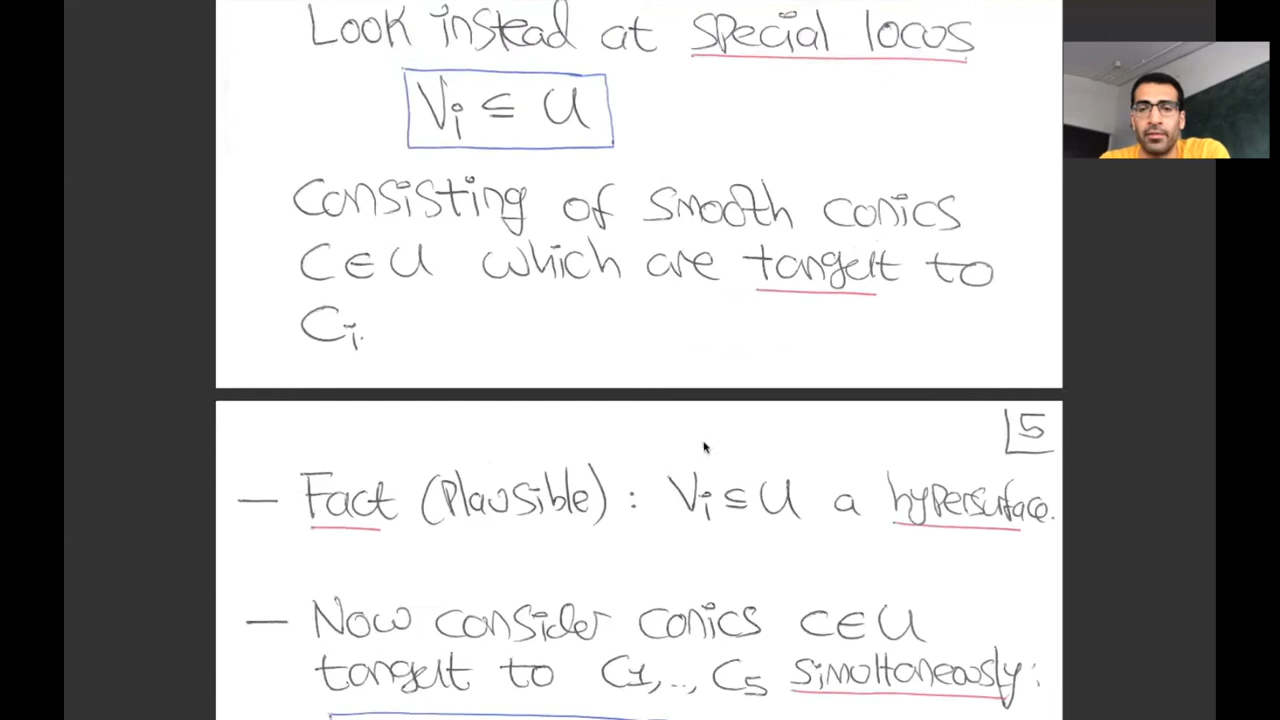 Look instead at special locus
Vi ⊆ U
Consisting of smooth conics
C ∈ U which are tangent to
Ci.
5
— Fact (Plausible): Vi ⊆ U a hypersurface.
— Now consider conics C ∈ U
tangent to C1,.., C5 simultaneously: